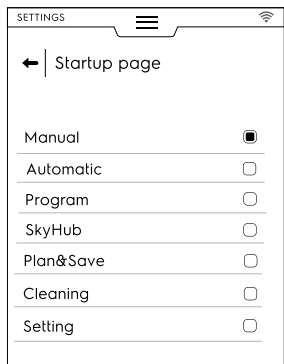 SETTINGS
Startup page
Manual
Automatic
Program
SkyHub
Plan&Save
Cleaning
Setting